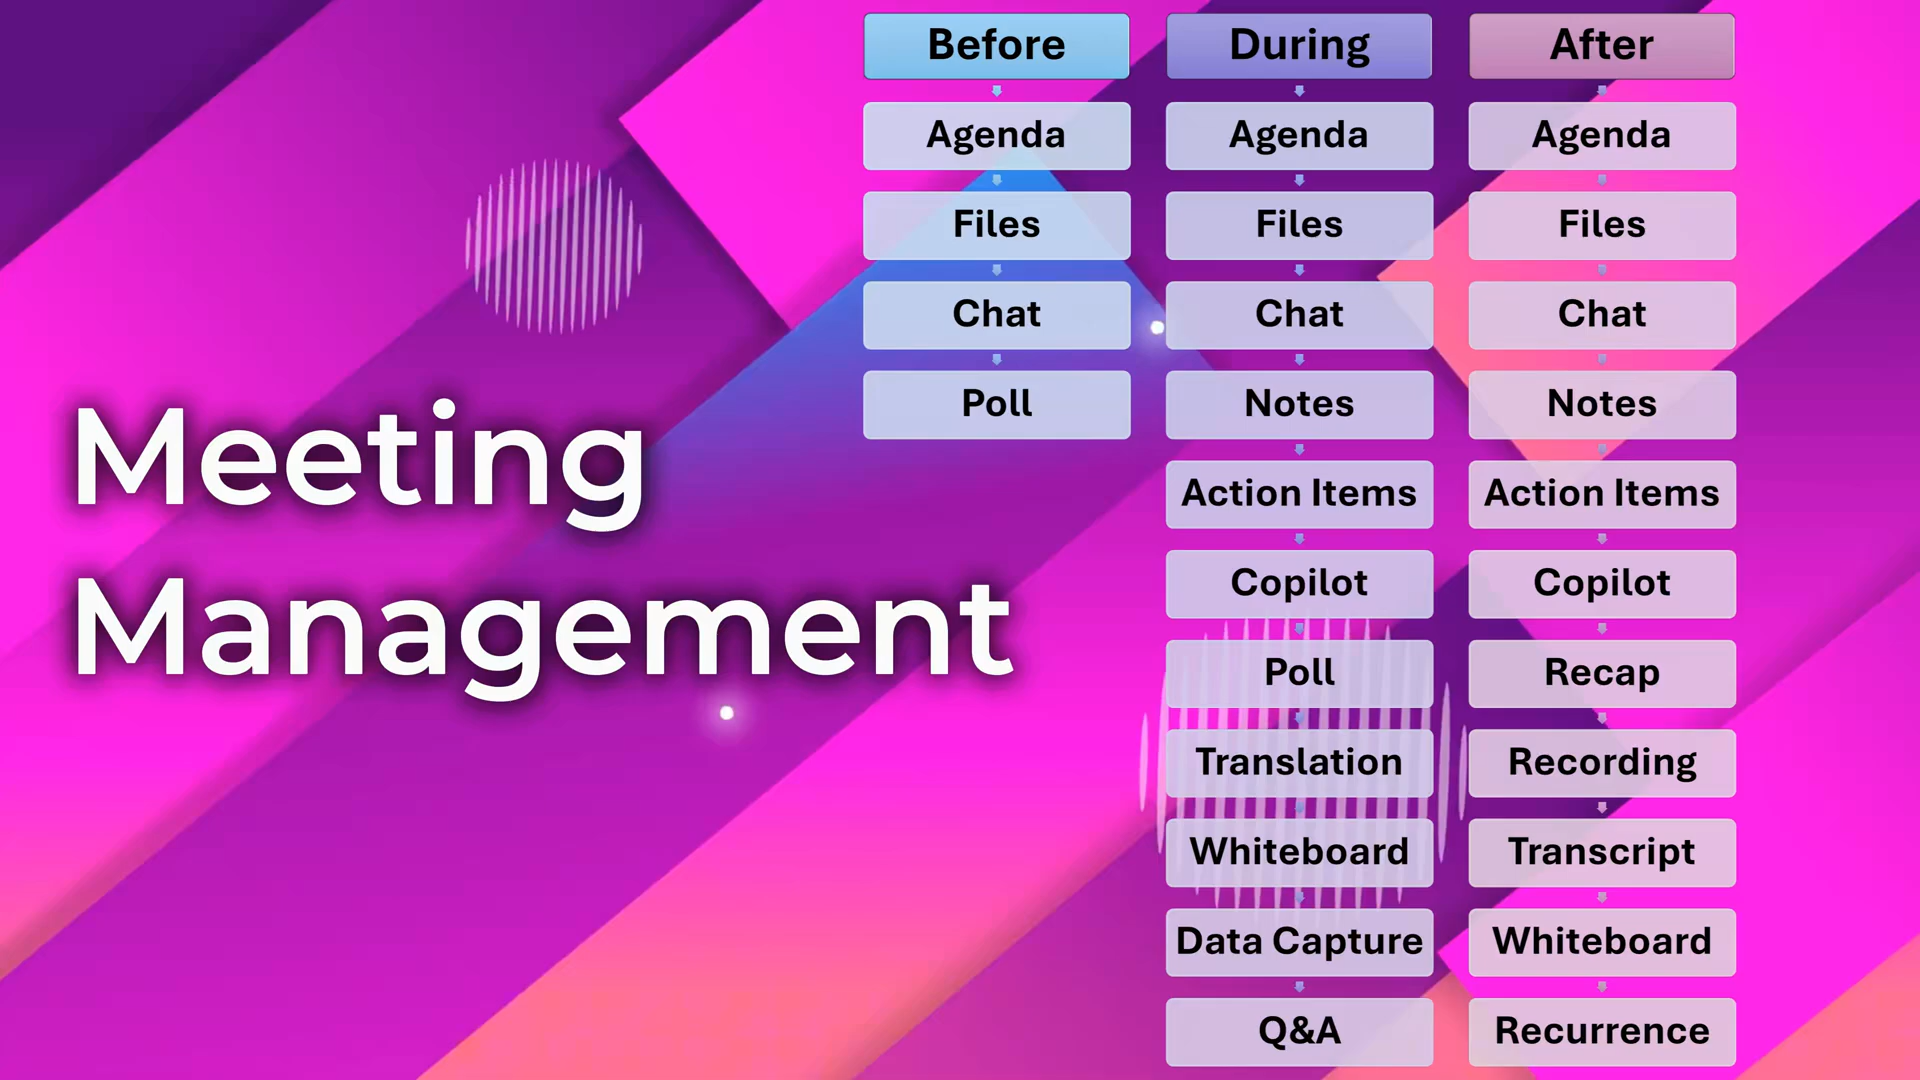 Meeting
Management
Before
Agenda
Files
Chat
Poll
During
Agenda
Files
Chat
Notes
Action Items
Copilot
Poll
Translation
Whiteboard
Data Capture
Q&A
After
Agenda
Files
Chat
Notes
Action Items
Copilot
Recap
Recording
Transcript
Whiteboard
Recurrence